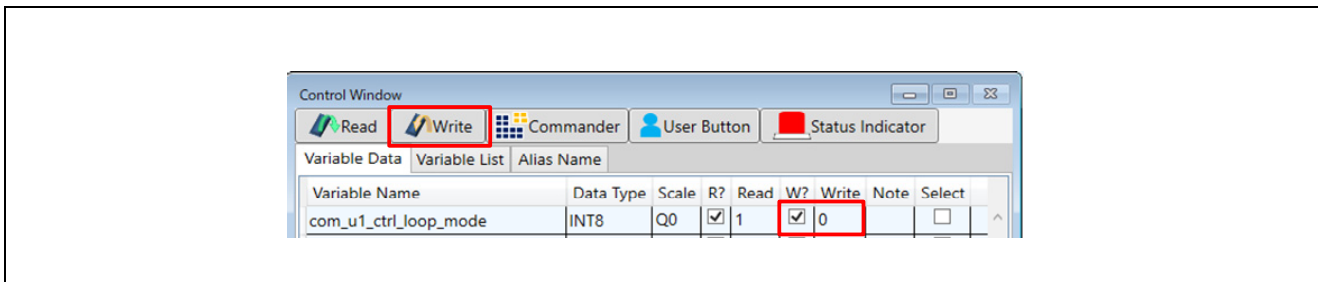 Control Window
Read Write Commander User Button Status Indicator
Variable Data Variable List Alias Name
Variable Name Data Type Scale R? Read W? Write Note Select
com_u1_ctrl_loop_mode INT8 Q0 1 0